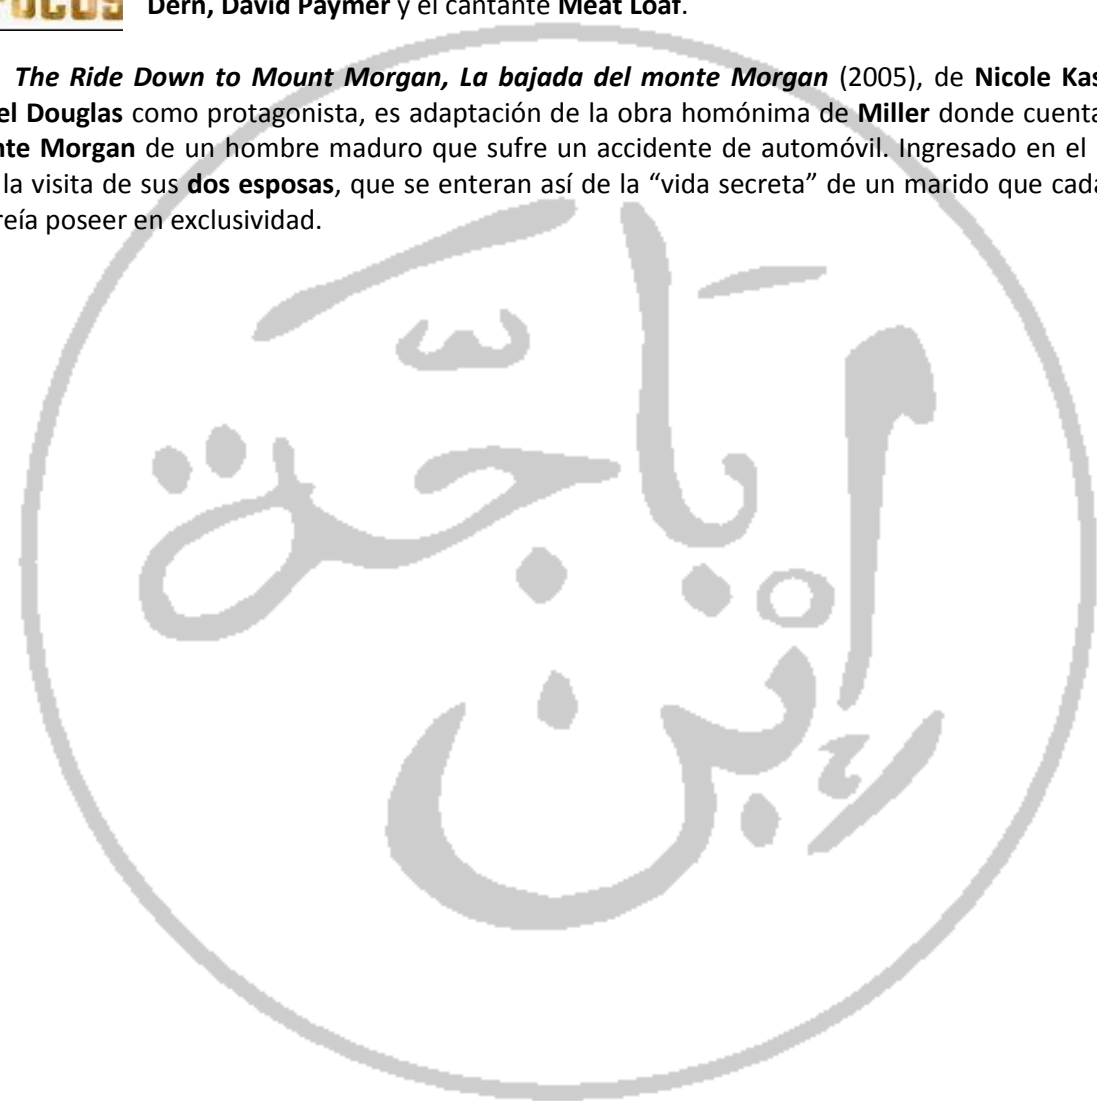 FOCUS
Dern, David Paymer y el cantante Meat Loaf.
The Ride Down to Mount Morgan, La bajada del monte Morgan (2005), de Nicole Kas
el Douglas como protagonista, es adaptación de la obra homónima de Miller donde cuenta
nte Morgan de un hombre maduro que sufre un accidente de automóvil. Ingresado en el
la visita de sus dos esposas, que se enteran así de la “vida secreta” de un marido que cada
reía poseer en exclusividad.
إبن باجّة